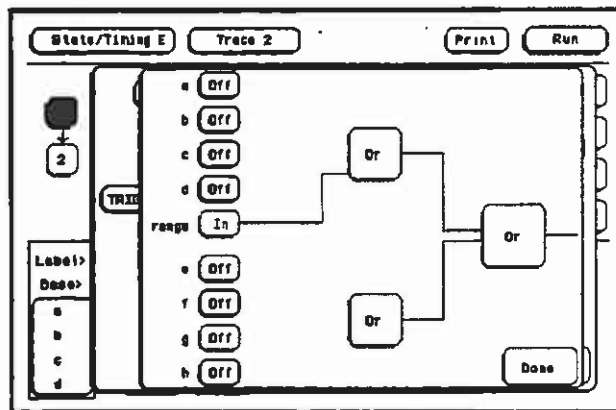 State/Timing E Trace 2 Print Run
a Off
b Off
2 c Off Or
d Off
TRIG
range In
Or
Label>
e Off
Base>
a f Off
Or
b g Off
c
h Off Done
d